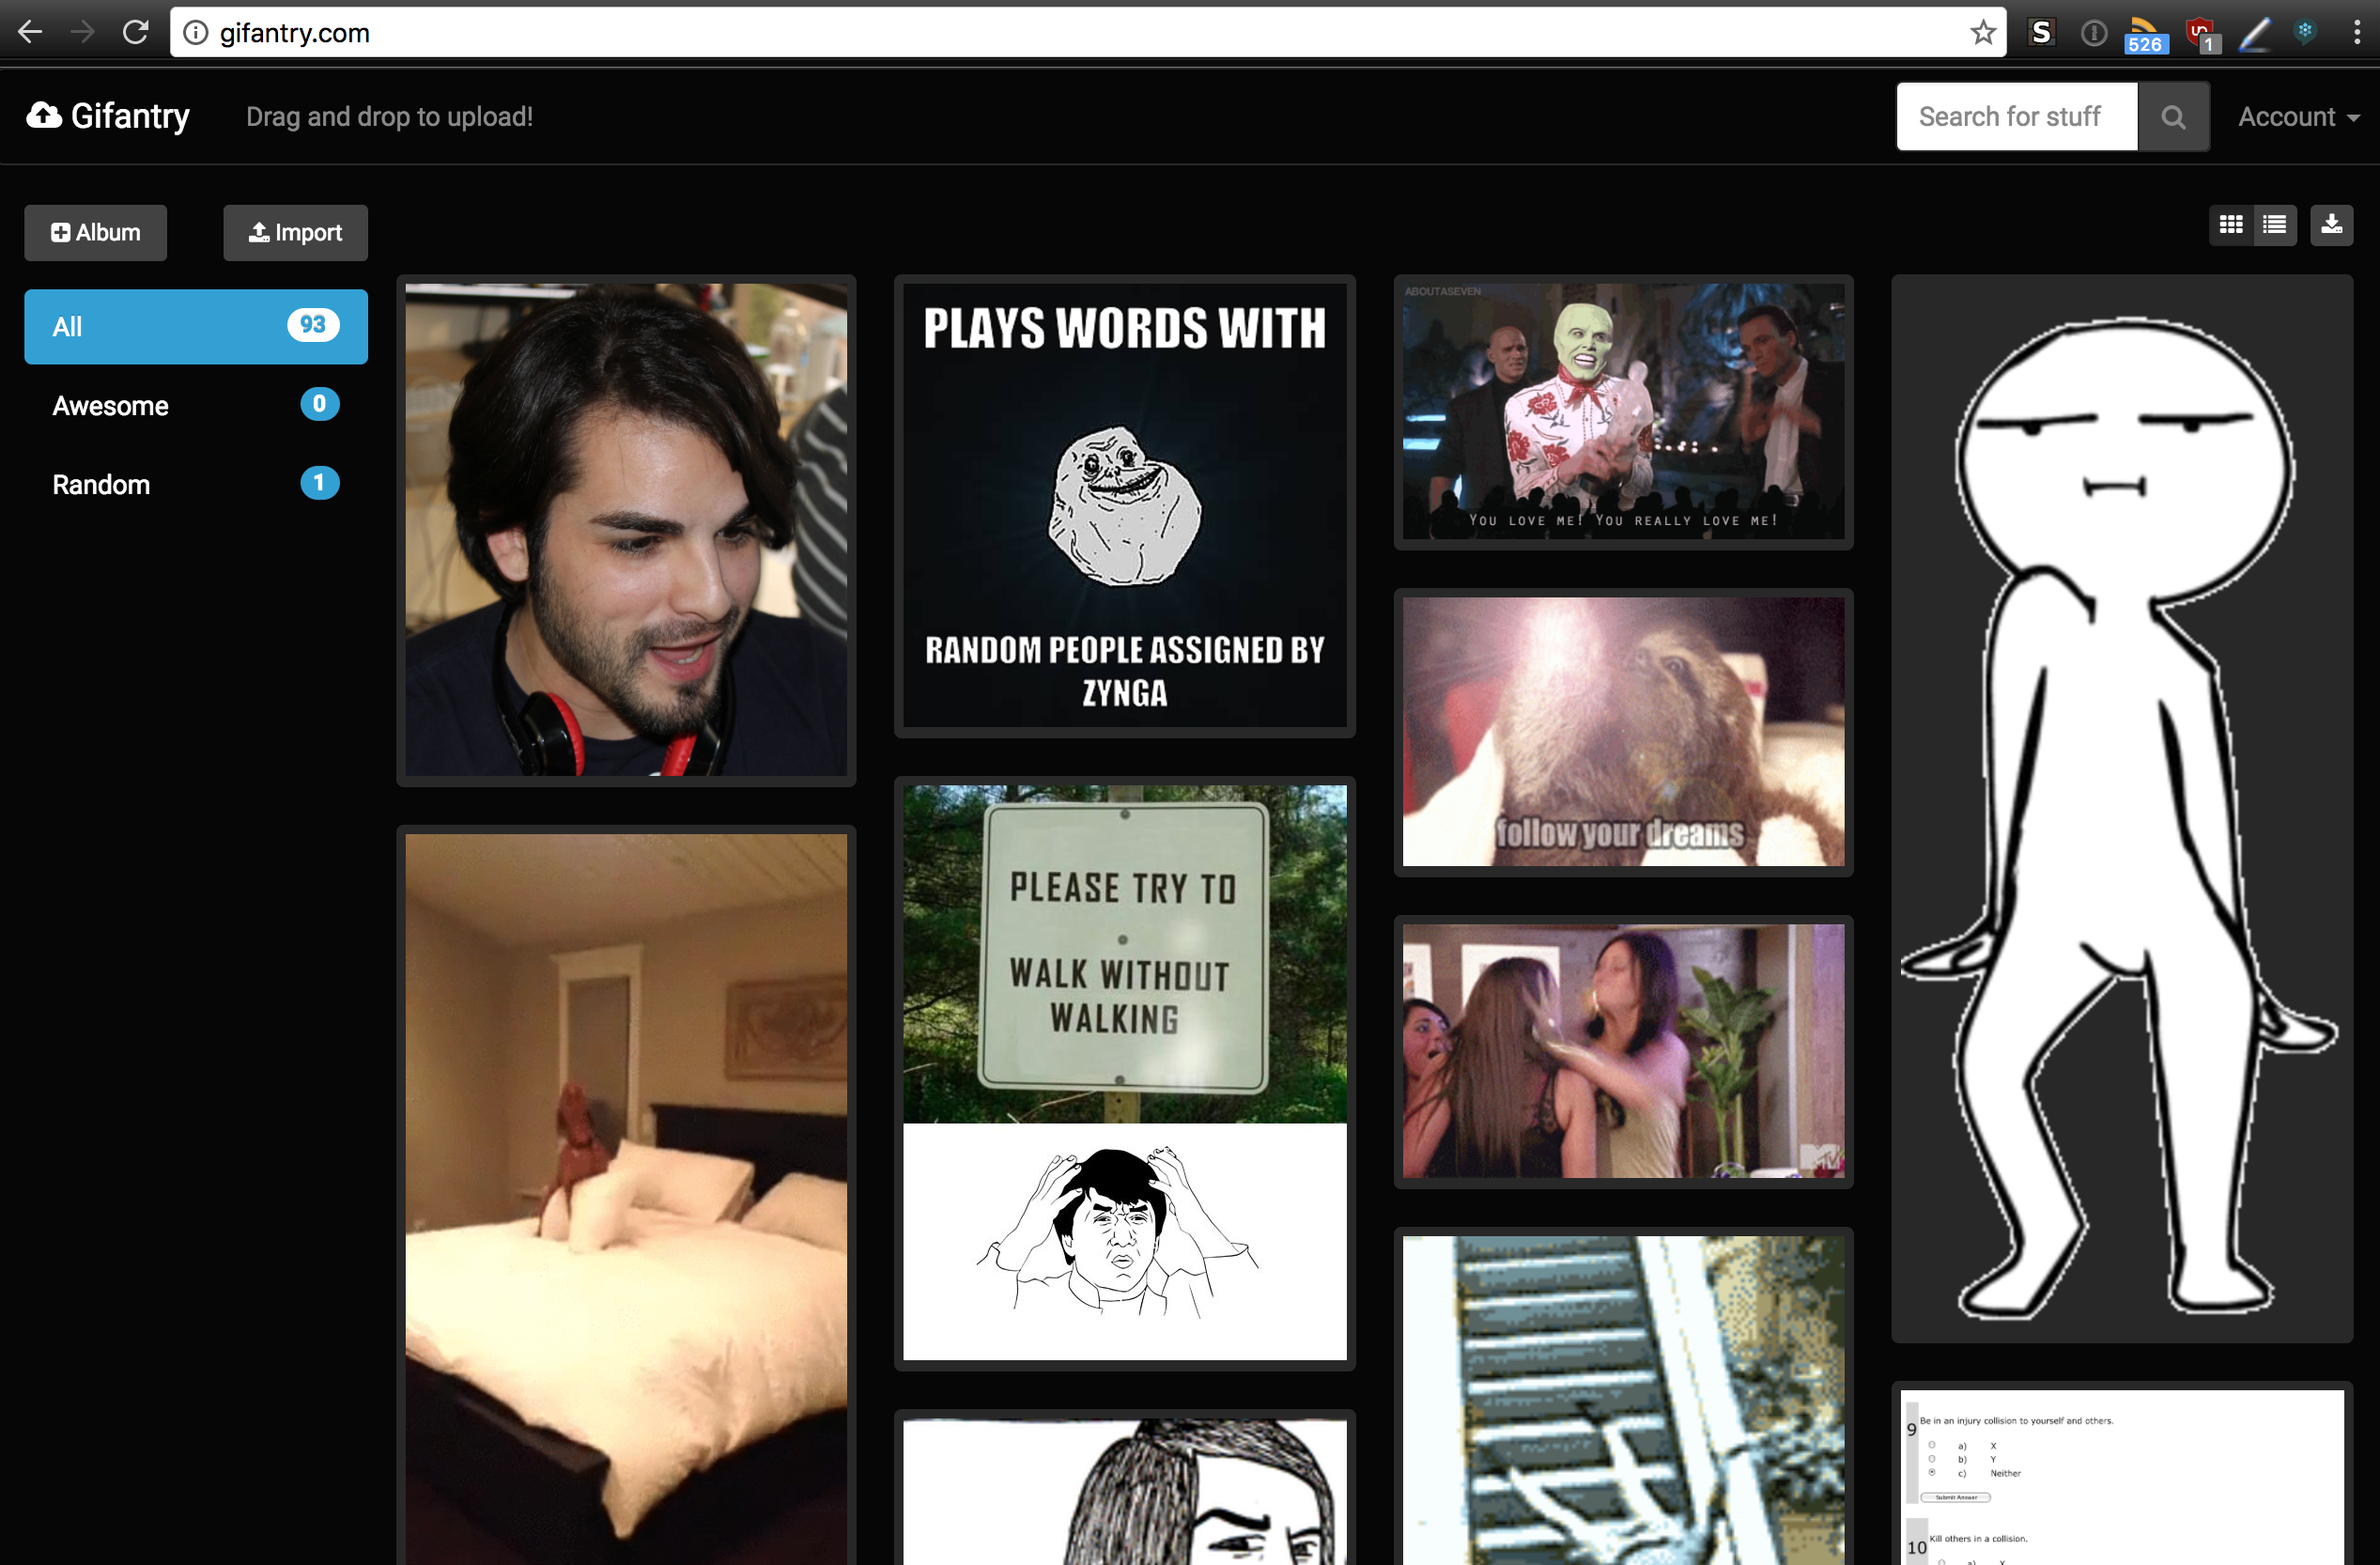 gifantry.com
S
526
1
Gifantry
Drag and drop to upload!
Search for stuff
Account
Album
Import
All
93
Awesome
0
Random
1
PLAYS WORDS WITH
RANDOM PEOPLE ASSIGNED BY
ZYNGA
PLEASE TRY TO
WALK WITHOUT
WALKING
ABOUTASEVEN
YOU LOVE ME! YOU REALLY LOVE ME!
follow your dreams
MTV
9
Be in an injury collision to yourself and others.
a) X
b) Y
c) Neither
Submit Answer
10
Kill others in a collision.
a) X